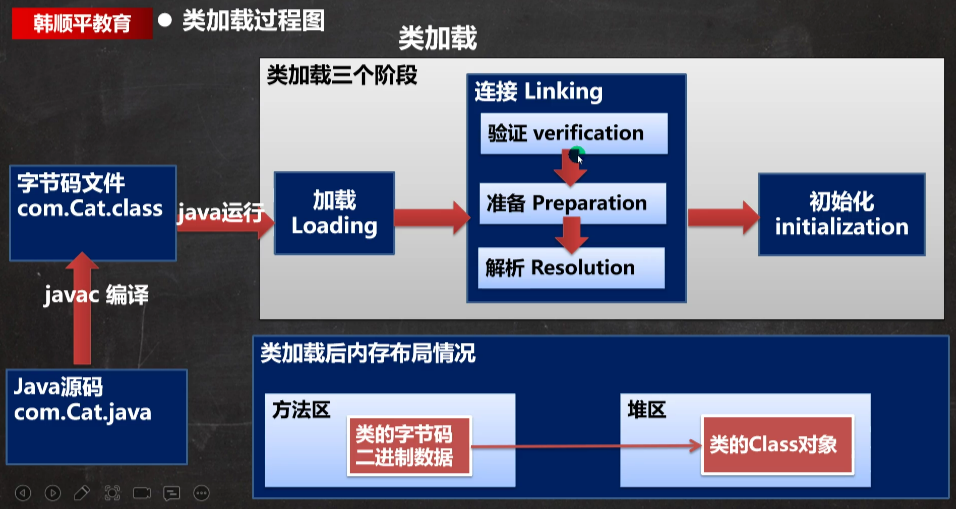 韩顺平教育
● 类加载过程图
类加载
类加载三个阶段
连接 Linking
验证 verification
准备 Preparation
解析 Resolution
字节码文件
com.Cat.class
java运行
加载
Loading
初始化
initialization
javac 编译
Java源码
com.Cat.java
类加载后内存布局情况
方法区
类的字节码
二进制数据
堆区
类的Class对象